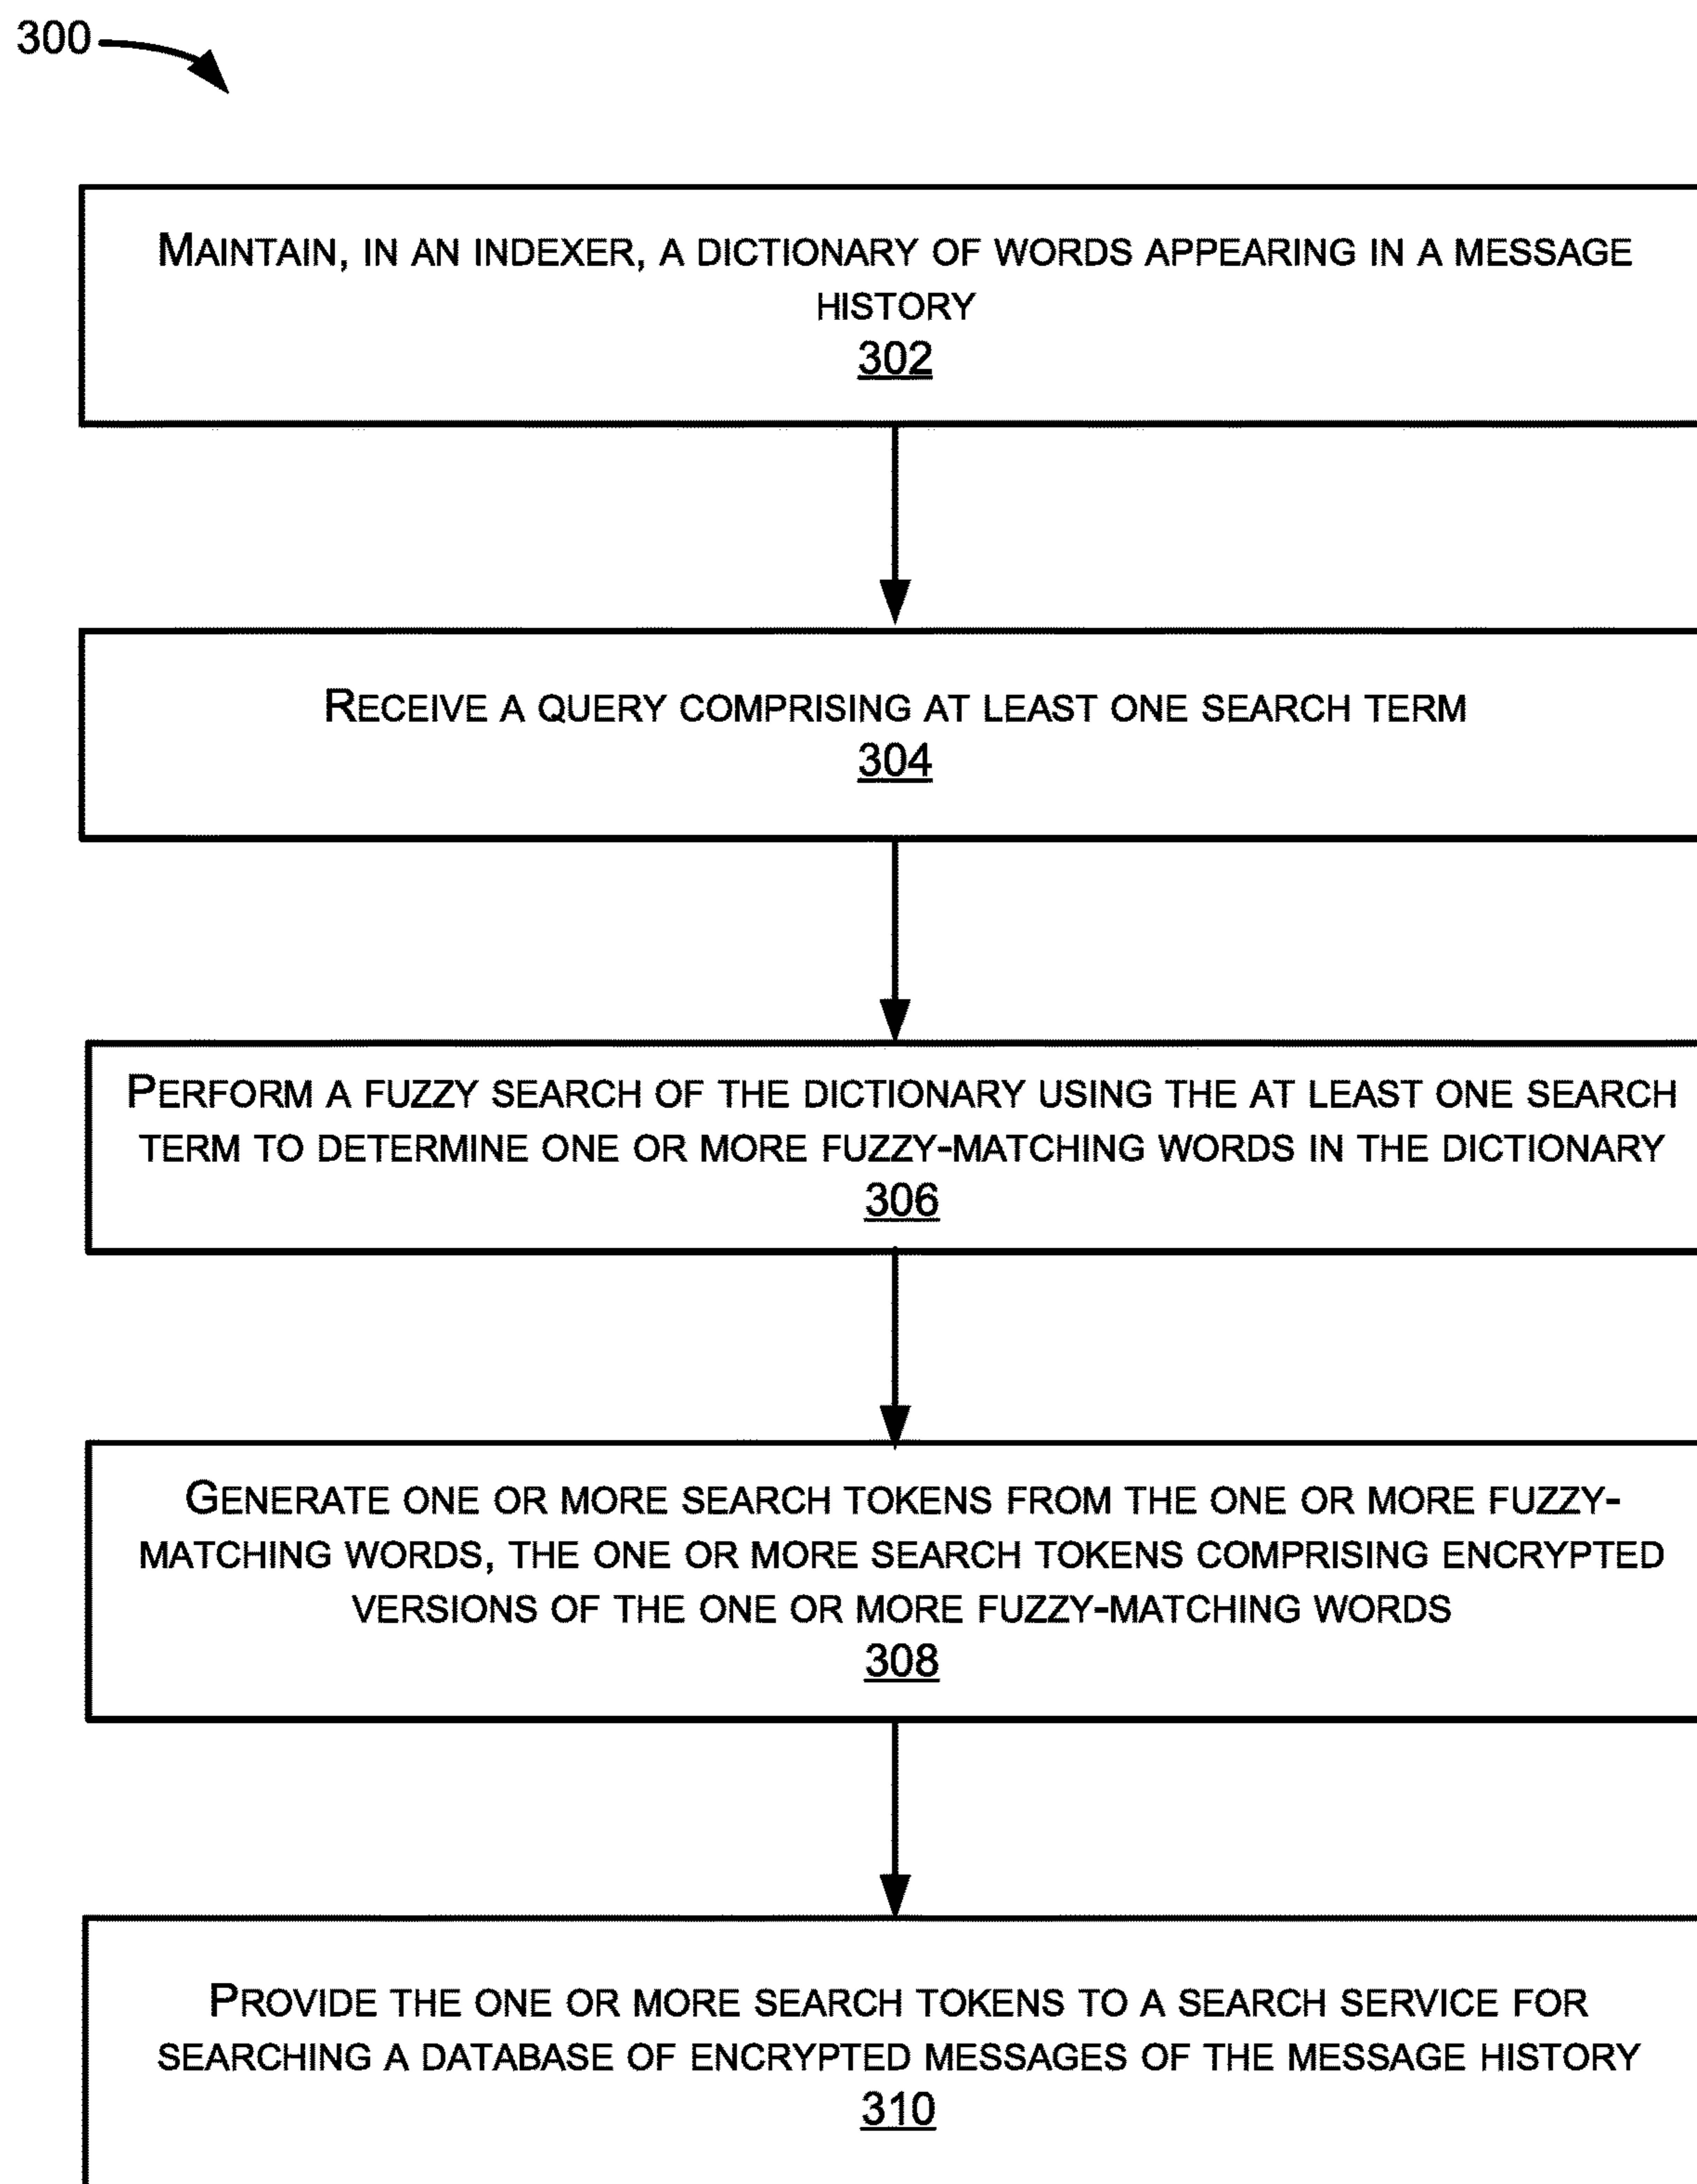 300
MAINTAIN, IN AN INDEXER, A DICTIONARY OF WORDS APPEARING IN A MESSAGE
HISTORY
302
RECEIVE A QUERY COMPRISING AT LEAST ONE SEARCH TERM
304
PERFORM A FUZZY SEARCH OF THE DICTIONARY USING THE AT LEAST ONE SEARCH
TERM TO DETERMINE ONE OR MORE FUZZY-MATCHING WORDS IN THE DICTIONARY
306
GENERATE ONE OR MORE SEARCH TOKENS FROM THE ONE OR MORE FUZZY-
MATCHING WORDS, THE ONE OR MORE SEARCH TOKENS COMPRISING ENCRYPTED
VERSIONS OF THE ONE OR MORE FUZZY-MATCHING WORDS
308
PROVIDE THE ONE OR MORE SEARCH TOKENS TO A SEARCH SERVICE FOR
SEARCHING A DATABASE OF ENCRYPTED MESSAGES OF THE MESSAGE HISTORY
310